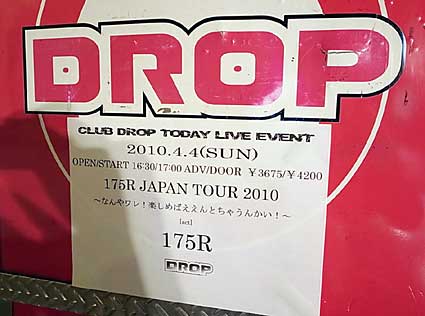 DROP
CLUB DROP TODAY LIVE EVENT
2010.4.4(SUN)
OPEN/START 16:30/17:00 ADV/DOOR ￥3675/￥4200
175R JAPAN TOUR 2010
～なんやワレ！楽しめばええんとちゃうんかい！～
[act]
175R
DROP